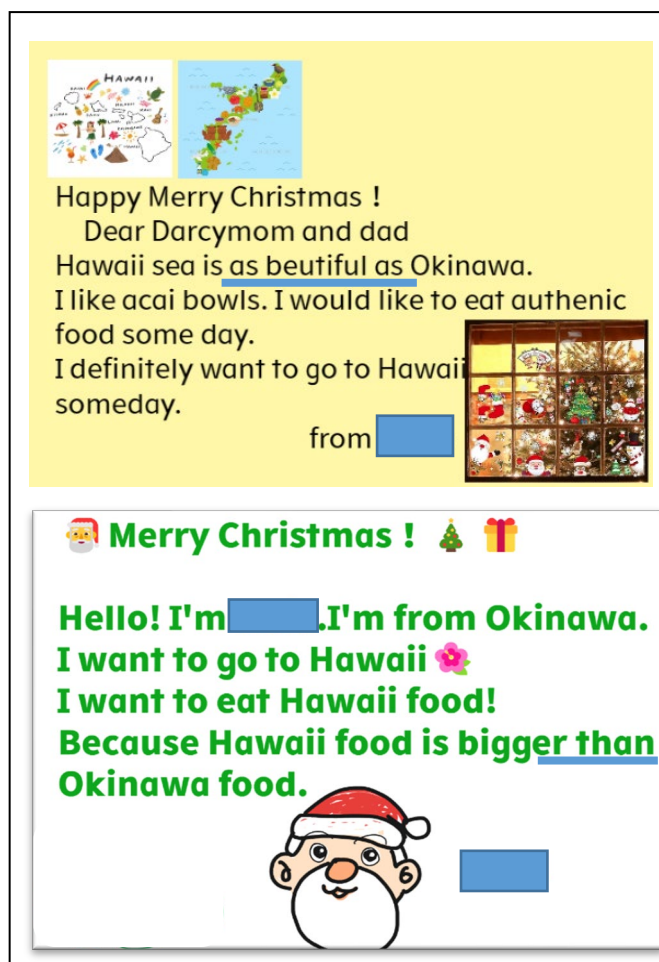 HAWAII
Happy Merry Christmas !
Dear Darcymom and dad
Hawaii sea is as beutiful as Okinawa.
I like acai bowls. I would like to eat authenic
food some day.
I definitely want to go to Hawaii
someday.
from
Merry Christmas !
Hello! I'm .I'm from Okinawa.
I want to go to Hawaii
I want to eat Hawaii food!
Because Hawaii food is bigger than
Okinawa food.